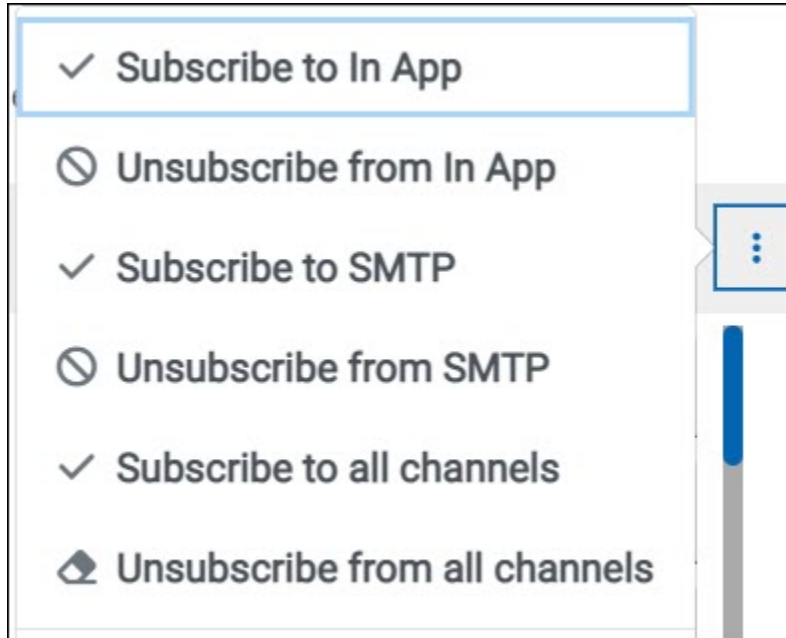 Subscribe to In App
Unsubscribe from In App
Subscribe to SMTP
Unsubscribe from SMTP
Subscribe to all channels
Unsubscribe from all channels